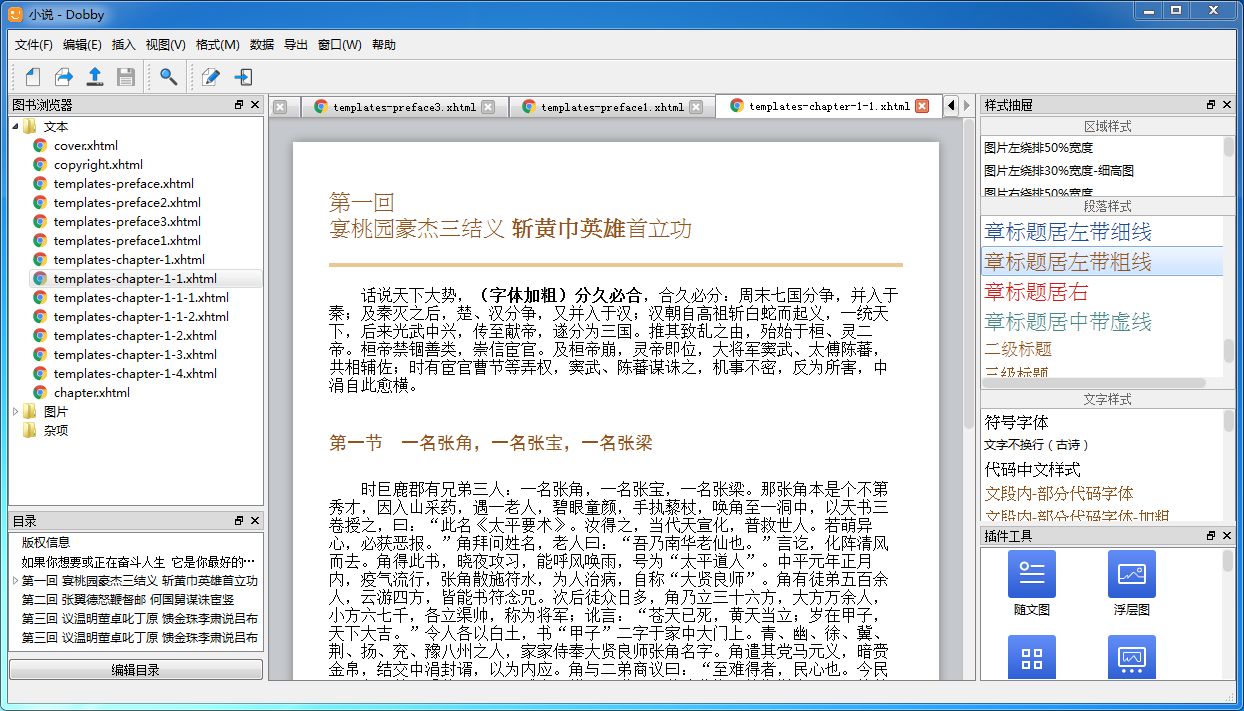 小说 - Dobby
文件(F) 编辑(E) 插入 视图(V) 格式(M) 数据 导出 窗口(W) 帮助
图书浏览器
文本
cover.xhtml
copyright.xhtml
templates-preface.xhtml
templates-preface2.xhtml
templates-preface3.xhtml
templates-preface1.xhtml
templates-chapter-1.xhtml
templates-chapter-1-1.xhtml
templates-chapter-1-1-1.xhtml
templates-chapter-1-1-2.xhtml
templates-chapter-1-2.xhtml
templates-chapter-1-3.xhtml
templates-chapter-1-4.xhtml
chapter.xhtml
图片
杂项
目录
版权信息
如果你想要或正在奋斗人生 它是你最好的…
第一回 宴桃园豪杰三结义 斩黄巾英雄首立功
第二回 张翼德怒鞭督邮 何国舅谋诛宦竖
第三回 议温明董卓叱丁原 馈金珠李肃说吕布
第三回 议温明董卓叱丁原 馈金珠李肃说吕布
编辑目录
templates-preface3.xhtml
templates-preface1.xhtml
templates-chapter-1-1.xhtml
第一回
宴桃园豪杰三结义 斩黄巾英雄首立功
话说天下大势，（字体加粗）分久必合，合久必分：周末七国分争，并入于
秦；及秦灭之后，楚、汉分争，又并入于汉；汉朝自高祖斩白蛇而起义，一统天
下，后来光武中兴，传至献帝，遂分为三国。推其致乱之由，殆始于桓、灵二
帝。桓帝禁锢善类，崇信宦官。及桓帝崩，灵帝即位，大将军窦武、太傅陈蕃，
共相辅佐；时有宦官曹节等弄权，窦武、陈蕃谋诛之，机事不密，反为所害，中
涓自此愈横。
第一节　一名张角，一名张宝，一名张梁
时巨鹿郡有兄弟三人：一名张角，一名张宝，一名张梁。那张角本是个不第
秀才，因入山采药，遇一老人，碧眼童颜，手执藜杖，唤角至一洞中，以天书三
卷授之，曰：“此名《太平要术》。汝得之，当代天宣化，普救世人。若萌异
心，必获恶报。”角拜问姓名，老人曰：“吾乃南华老仙也。”言讫，化阵清风
而去。角得此书，晓夜攻习，能呼风唤雨，号为“太平道人”。中平元年正月
内，疫气流行，张角散施符水，为人治病，自称“大贤良师”。角有徒弟五百余
人，云游四方，皆能书符念咒。次后徒众日多，角乃立三十六方，大方万余人，
小方六七千，各立渠帅，称为将军；讹言：“苍天已死，黄天当立；岁在甲子，
天下大吉。”令人各以白土，书“甲子”二字于家中大门上。青、幽、徐、冀、
荆、扬、兖、豫八州之人，家家侍奉大贤良师张角名字。角遣其党马元义，暗赍
金帛，结交中涓封谞，以为内应。角与二弟商议曰：“至难得者，民心也。今民
样式抽屉
区域样式
图片左绕排50%宽度
图片左绕排30%宽度-细高图
图片右绕排50%宽度
段落样式
章标题居左带细线
章标题居左带粗线
章标题居右
章标题居中带虚线
二级标题
三级标题
文字样式
符号字体
文字不换行（古诗）
代码中文样式
文段内-部分代码字体
文段内-部分代码字体-加粗
插件工具
随文图
浮层图